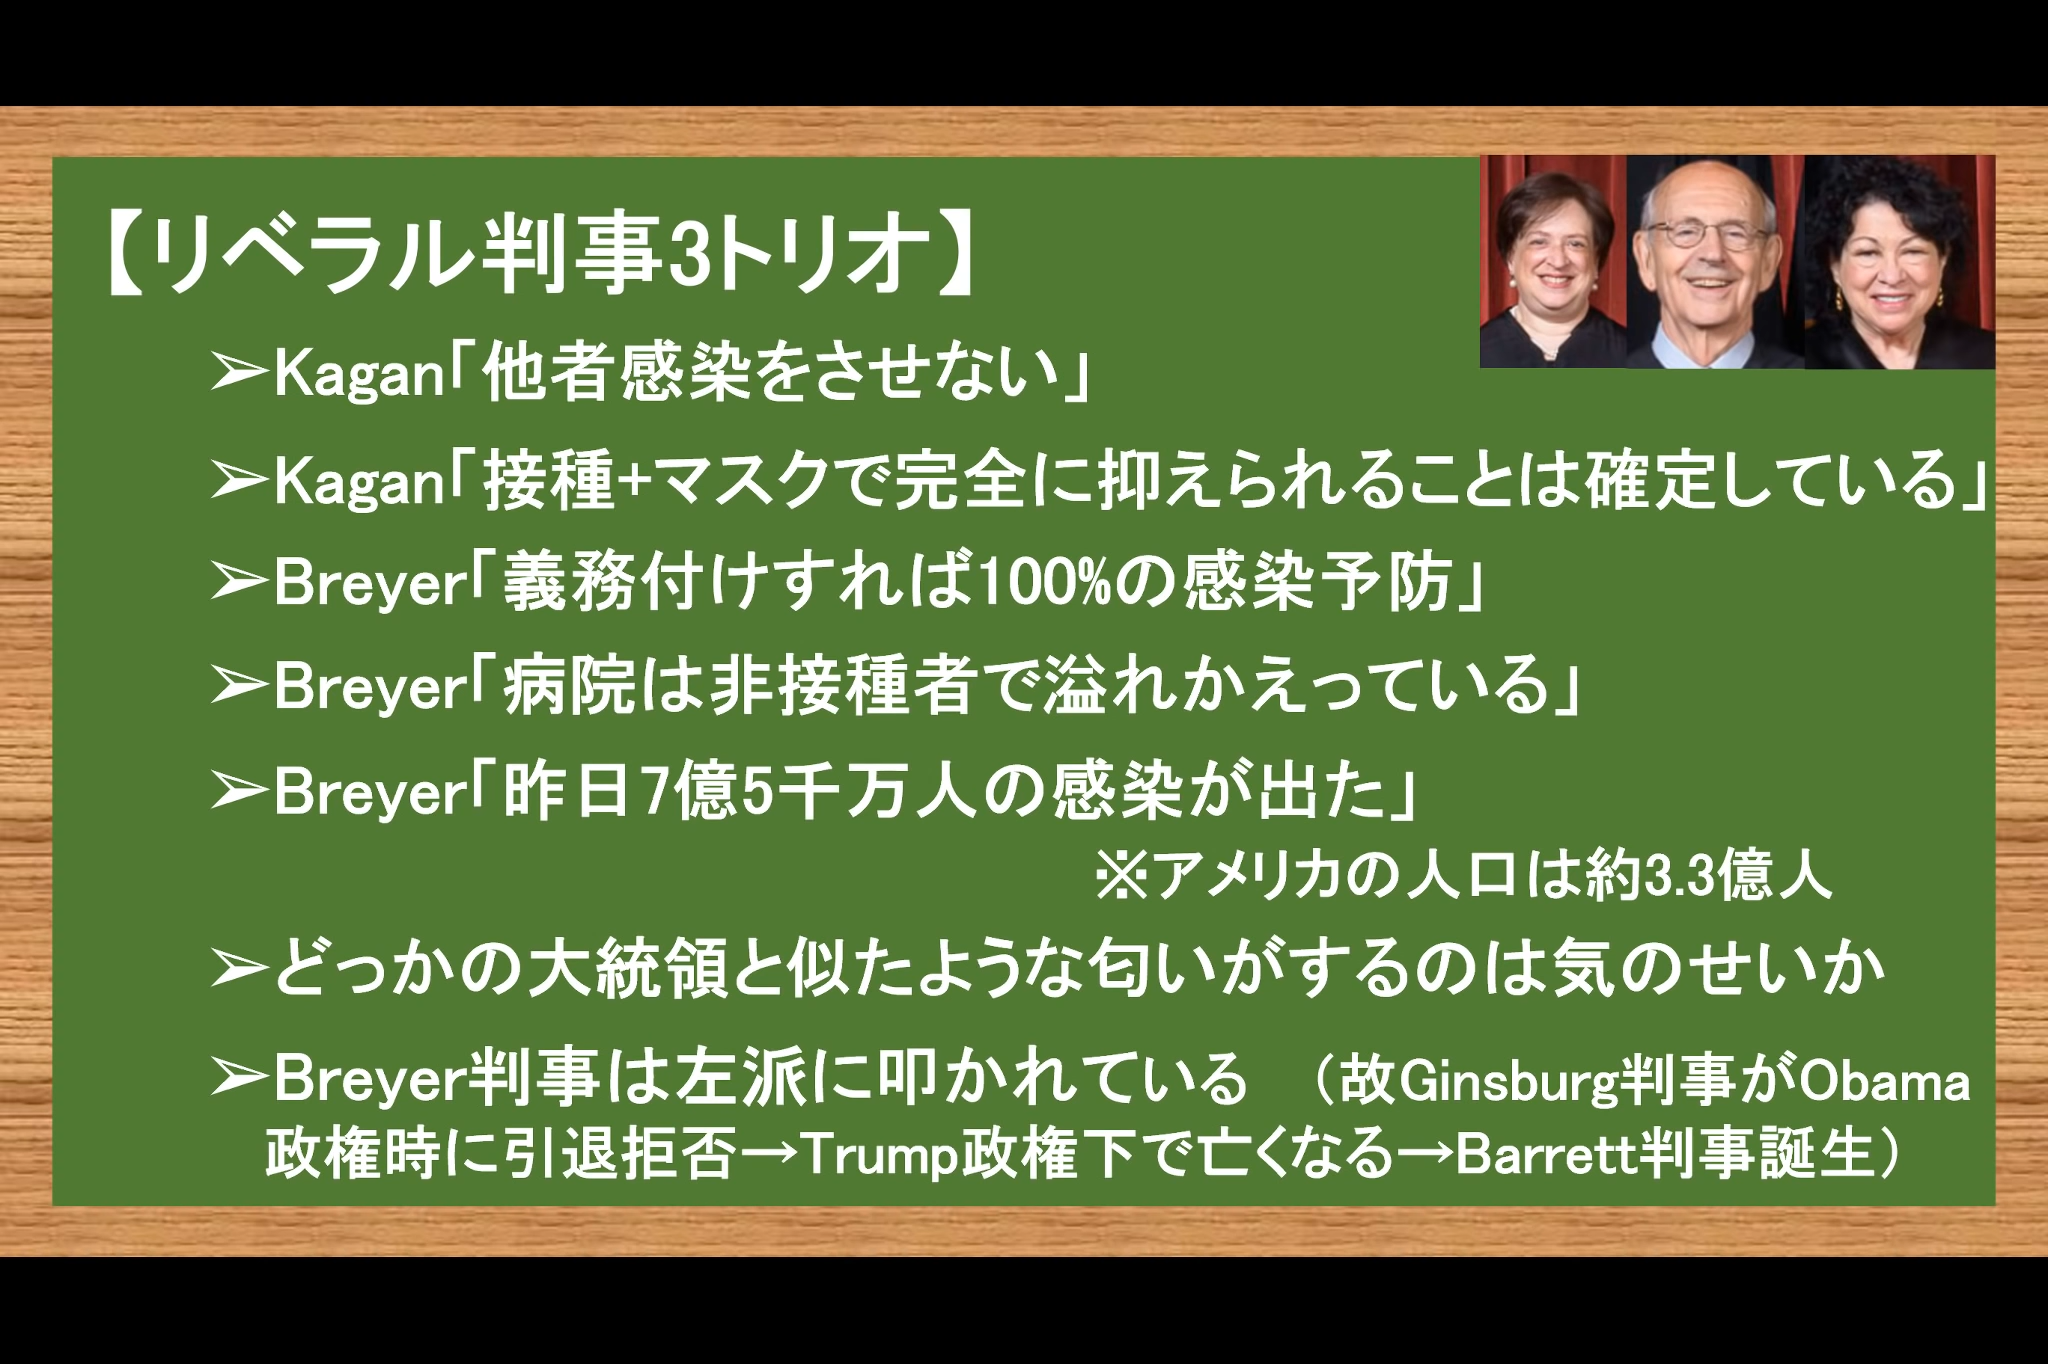 【リベラル判事3トリオ】
➢Kagan「他者感染をさせない」
➢Kagan「接種+マスクで完全に抑えられることは確定している」
➢Breyer「義務付けすれば100%の感染予防」
➢Breyer「病院は非接種者で溢れかえっている」
➢Breyer「昨日7億5千万人の感染が出た」
※アメリカの人口は約3.3億人
➢どっかの大統領と似たような匂いがするのは気のせいか
➢Breyer判事は左派に叩かれている （故Ginsburg判事がObama
政権時に引退拒否→Trump政権下で亡くなる→Barrett判事誕生）